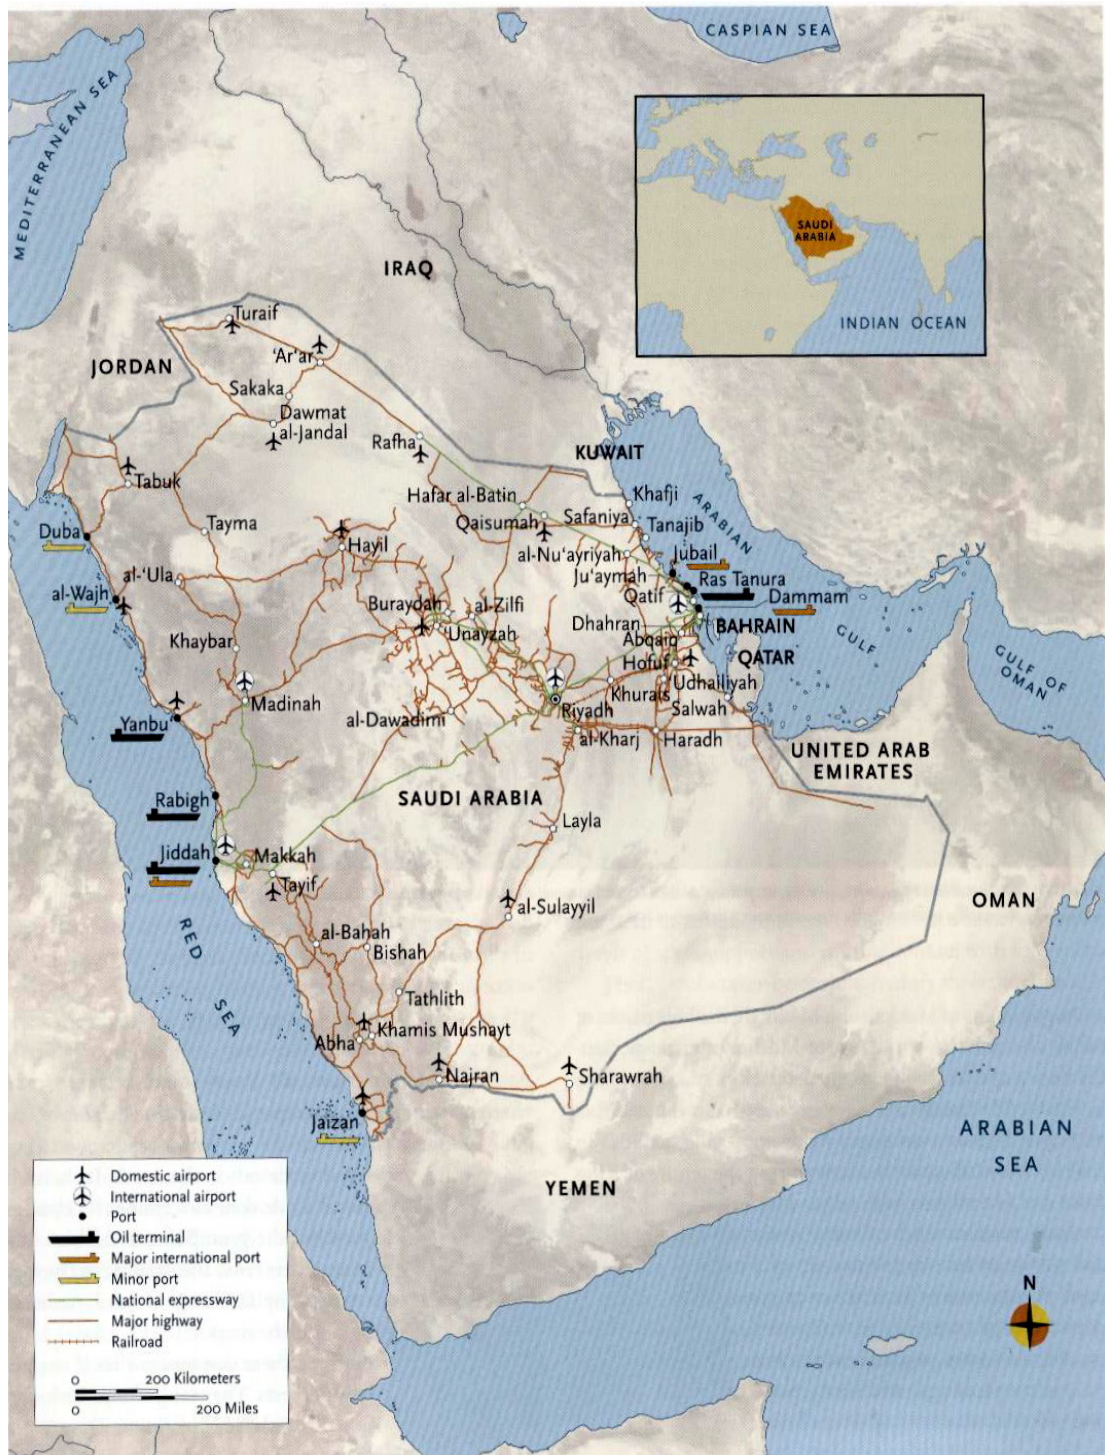 CASPIAN SEA
MEDITERRANEAN SEA
SAUDI
ARABIA
INDIAN OCEAN
IRAQ
JORDAN
Turaif
'Ar'ar
Sakaka
Dawmat
al-Jandal
Rafha
KUWAIT
Tabuk
Hafar al-Batin
Khafji
ARABIAN
GULF
Qaisumah
Safaniya
Tanajib
Duba
Tayma
Hayil
al-Nu'ayriyah
Jubail
Ju'aymah
Ras Tanura
al-'Ula
al-Wajh
Qatif
Dammam
Buraydah
al-Zilfi
'Unayzah
Dhahran
BAHRAIN
Abqaiq
Khaybar
Hofuf
QATAR
GULF OF
OMAN
Udhailiyah
Khurais
Madinah
Riyadh
Salwah
al-Dawadimi
Yanbu'
al-Kharj
Haradh
UNITED ARAB
EMIRATES
Rabigh
SAUDI ARABIA
Layla
Jiddah
Makkah
Tayif
OMAN
al-Sulayyil
RED
SEA
al-Bahah
Bishah
Tathlith
Khamis Mushayt
Abha
Najran
Sharawrah
Jaizan
ARABIAN
SEA
YEMEN
Domestic airport
International airport
Port
Oil terminal
Major international port
Minor port
National expressway
Major highway
Railroad
0 200 Kilometers
0 200 Miles
N